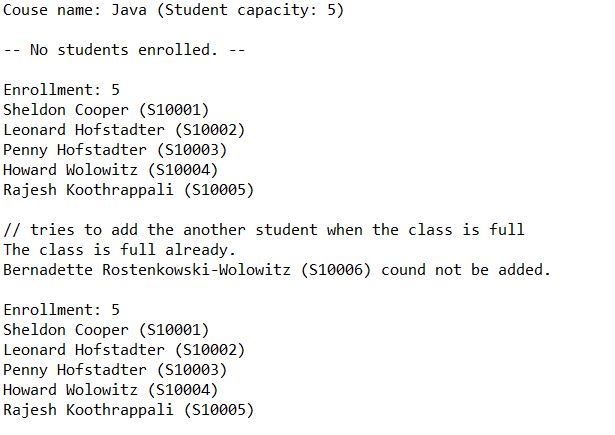 Couse name: Java (Student capacity: 5)
-- No students enrolled. --
Enrollment: 5
Sheldon Cooper (S10001)
Leonard Hofstadter (S10002)
Penny Hofstadter (S10003)
Howard Wolowitz (S10004)
Rajesh Koothrappali (S10005)
// tries to add the another student when the class is full
The class is full already.
Bernadette Rostenkowski-Wolowitz (S10006) cound not be added.
Enrollment: 5
Sheldon Cooper (S10001)
Leonard Hofstadter (S10002)
Penny Hofstadter (S10003)
Howard Wolowitz (S10004)
Rajesh Koothrappali (S10005)